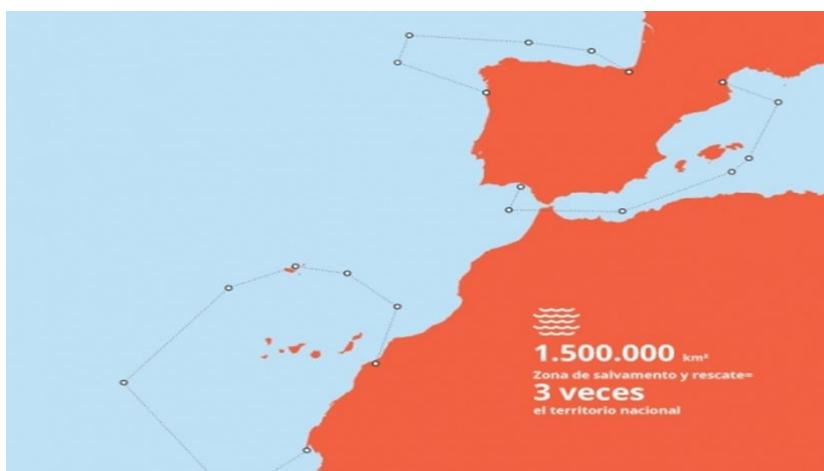 1.500.000 km²
Zona de salvamento y rescate=
3 veces
el territorio nacional